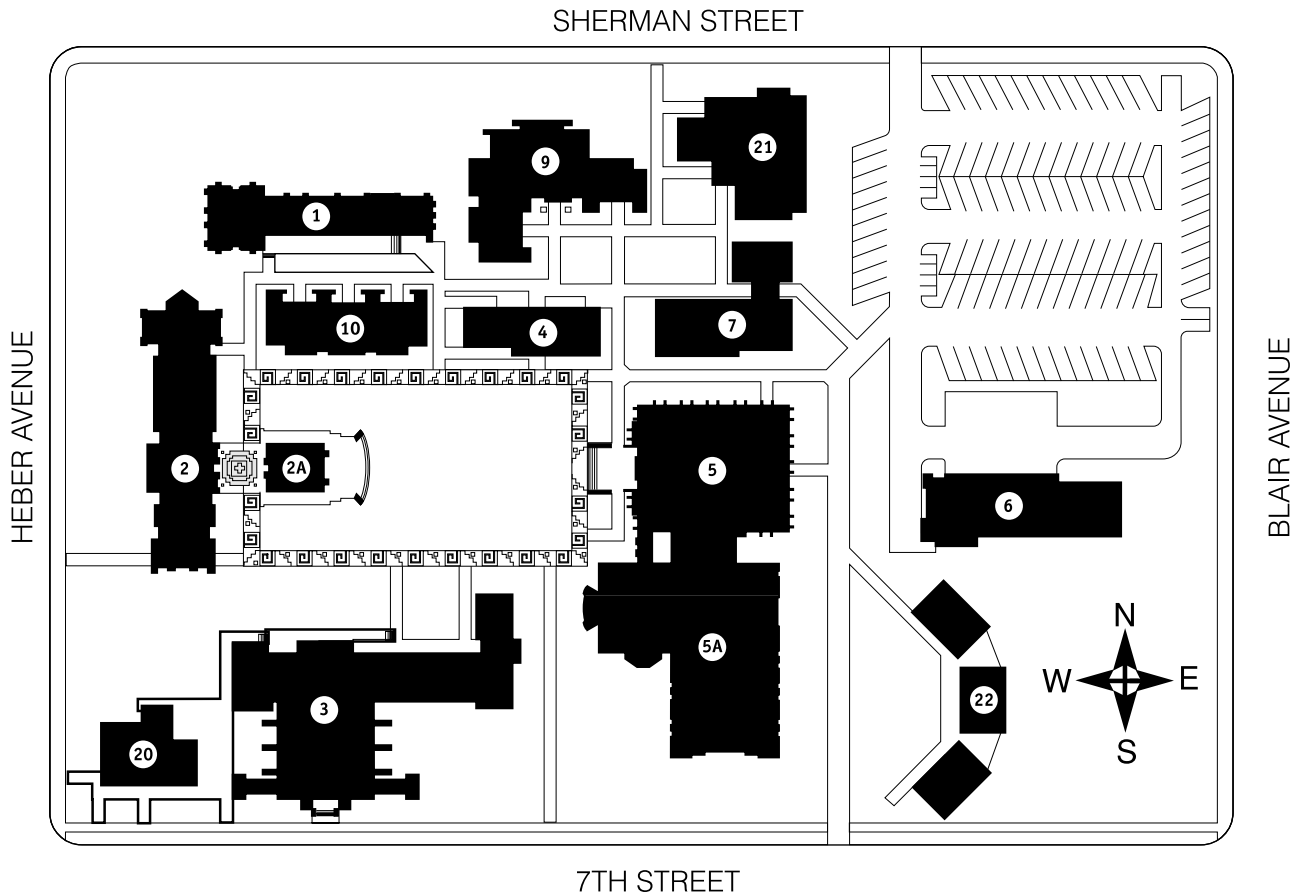 SHERMAN STREET
21
9
1
10
4
7
HEBER AVENUE
BLAIR AVENUE
2
2A
5
6
N
5A
W
E
22
3
S
20
7TH STREET